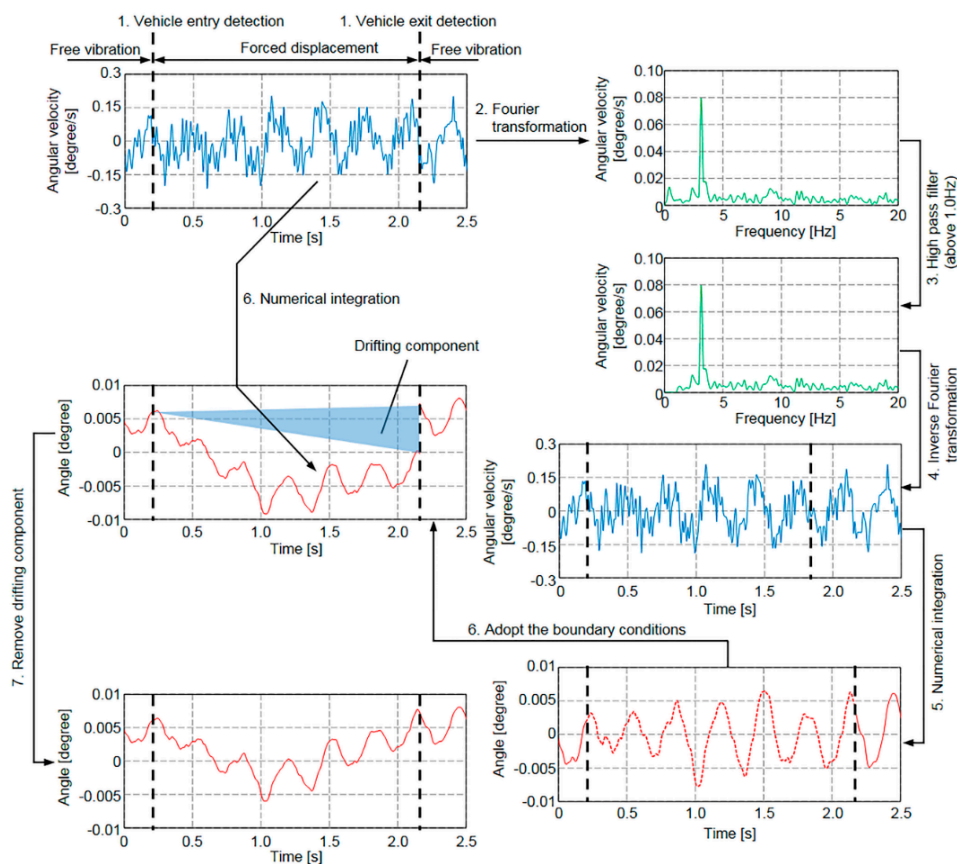 1. Vehicle entry detection
1. Vehicle exit detection
Free vibration
Forced displacement
Free vibration
Angular velocity
[degree/s]
0.3
0.15
0
-0.15
-0.3
0
0.5
1.0
1.5
2.0
2.5
Time [s]
2. Fourier
transformation
Angular velocity
[degree/s]
0.10
0.08
0.06
0.04
0.02
0
0
5
10
5
20
Frequency [Hz]
3. High pass filter
(above 1.0Hz)
Angular velocity
[degree/s]
0.10
0.08
0.06
0.04
0.02
0
5
10
5
20
Frequency [Hz]
4. Inverse Fourier
transformation
6. Numerical integration
Drifting component
Angle [degree]
0.01
0.005
0
-0.005
-0.01
0
0.5
1.0
1.5
2.0
2.5
Time [s]
Angular velocity
[degree/s]
0.3
0.15
0
-0.15
-0.3
0
0.5
1.0
1.5
2.0
2.5
Time [s]
5. Numerical integration
6. Adopt the boundary conditions
7. Remove drifting component
Angle [degree]
0.01
0.005
0
-0.005
-0.01
0
0.5
1.0
1.5
2.0
2.5
Time [s]
Angle [degree]
0.01
0.005
0
-0.005
-0.01
0
0.5
1.0
1.5
2.0
2.5
Time [s]